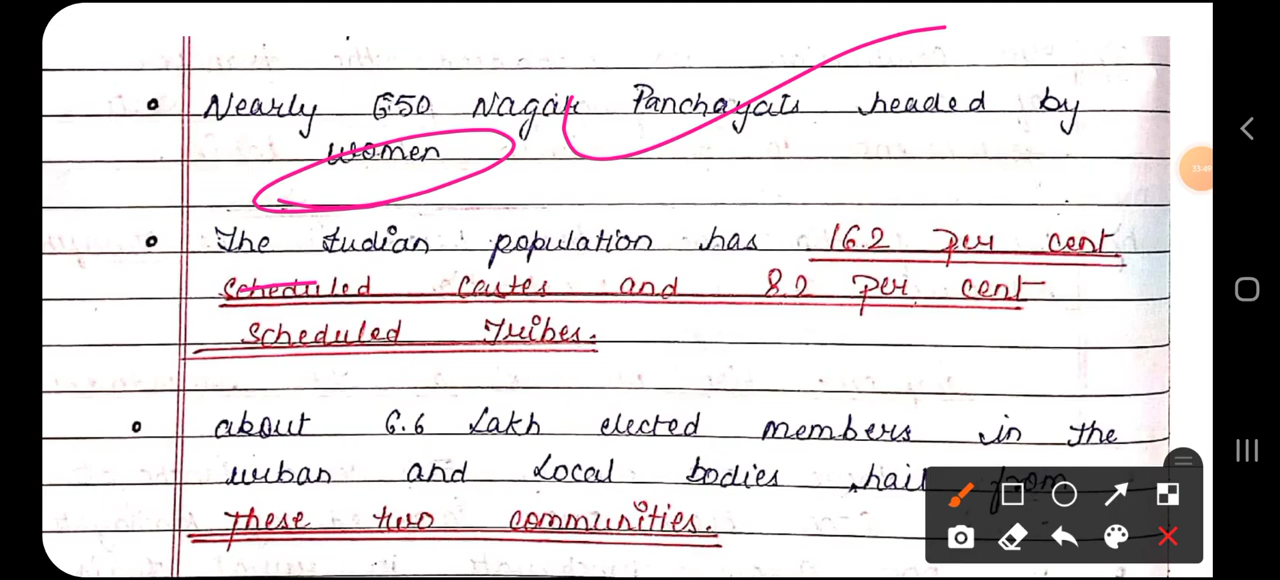 Nearly 650 Nagar Panchayats headed by
women
The Indian population has 16.2 per cent
scheduled castes and 8.2 per cent
scheduled Tribes.
about 6.6 Lakh elected members in the
urban and Local bodies hail from
These two communities.
33:49